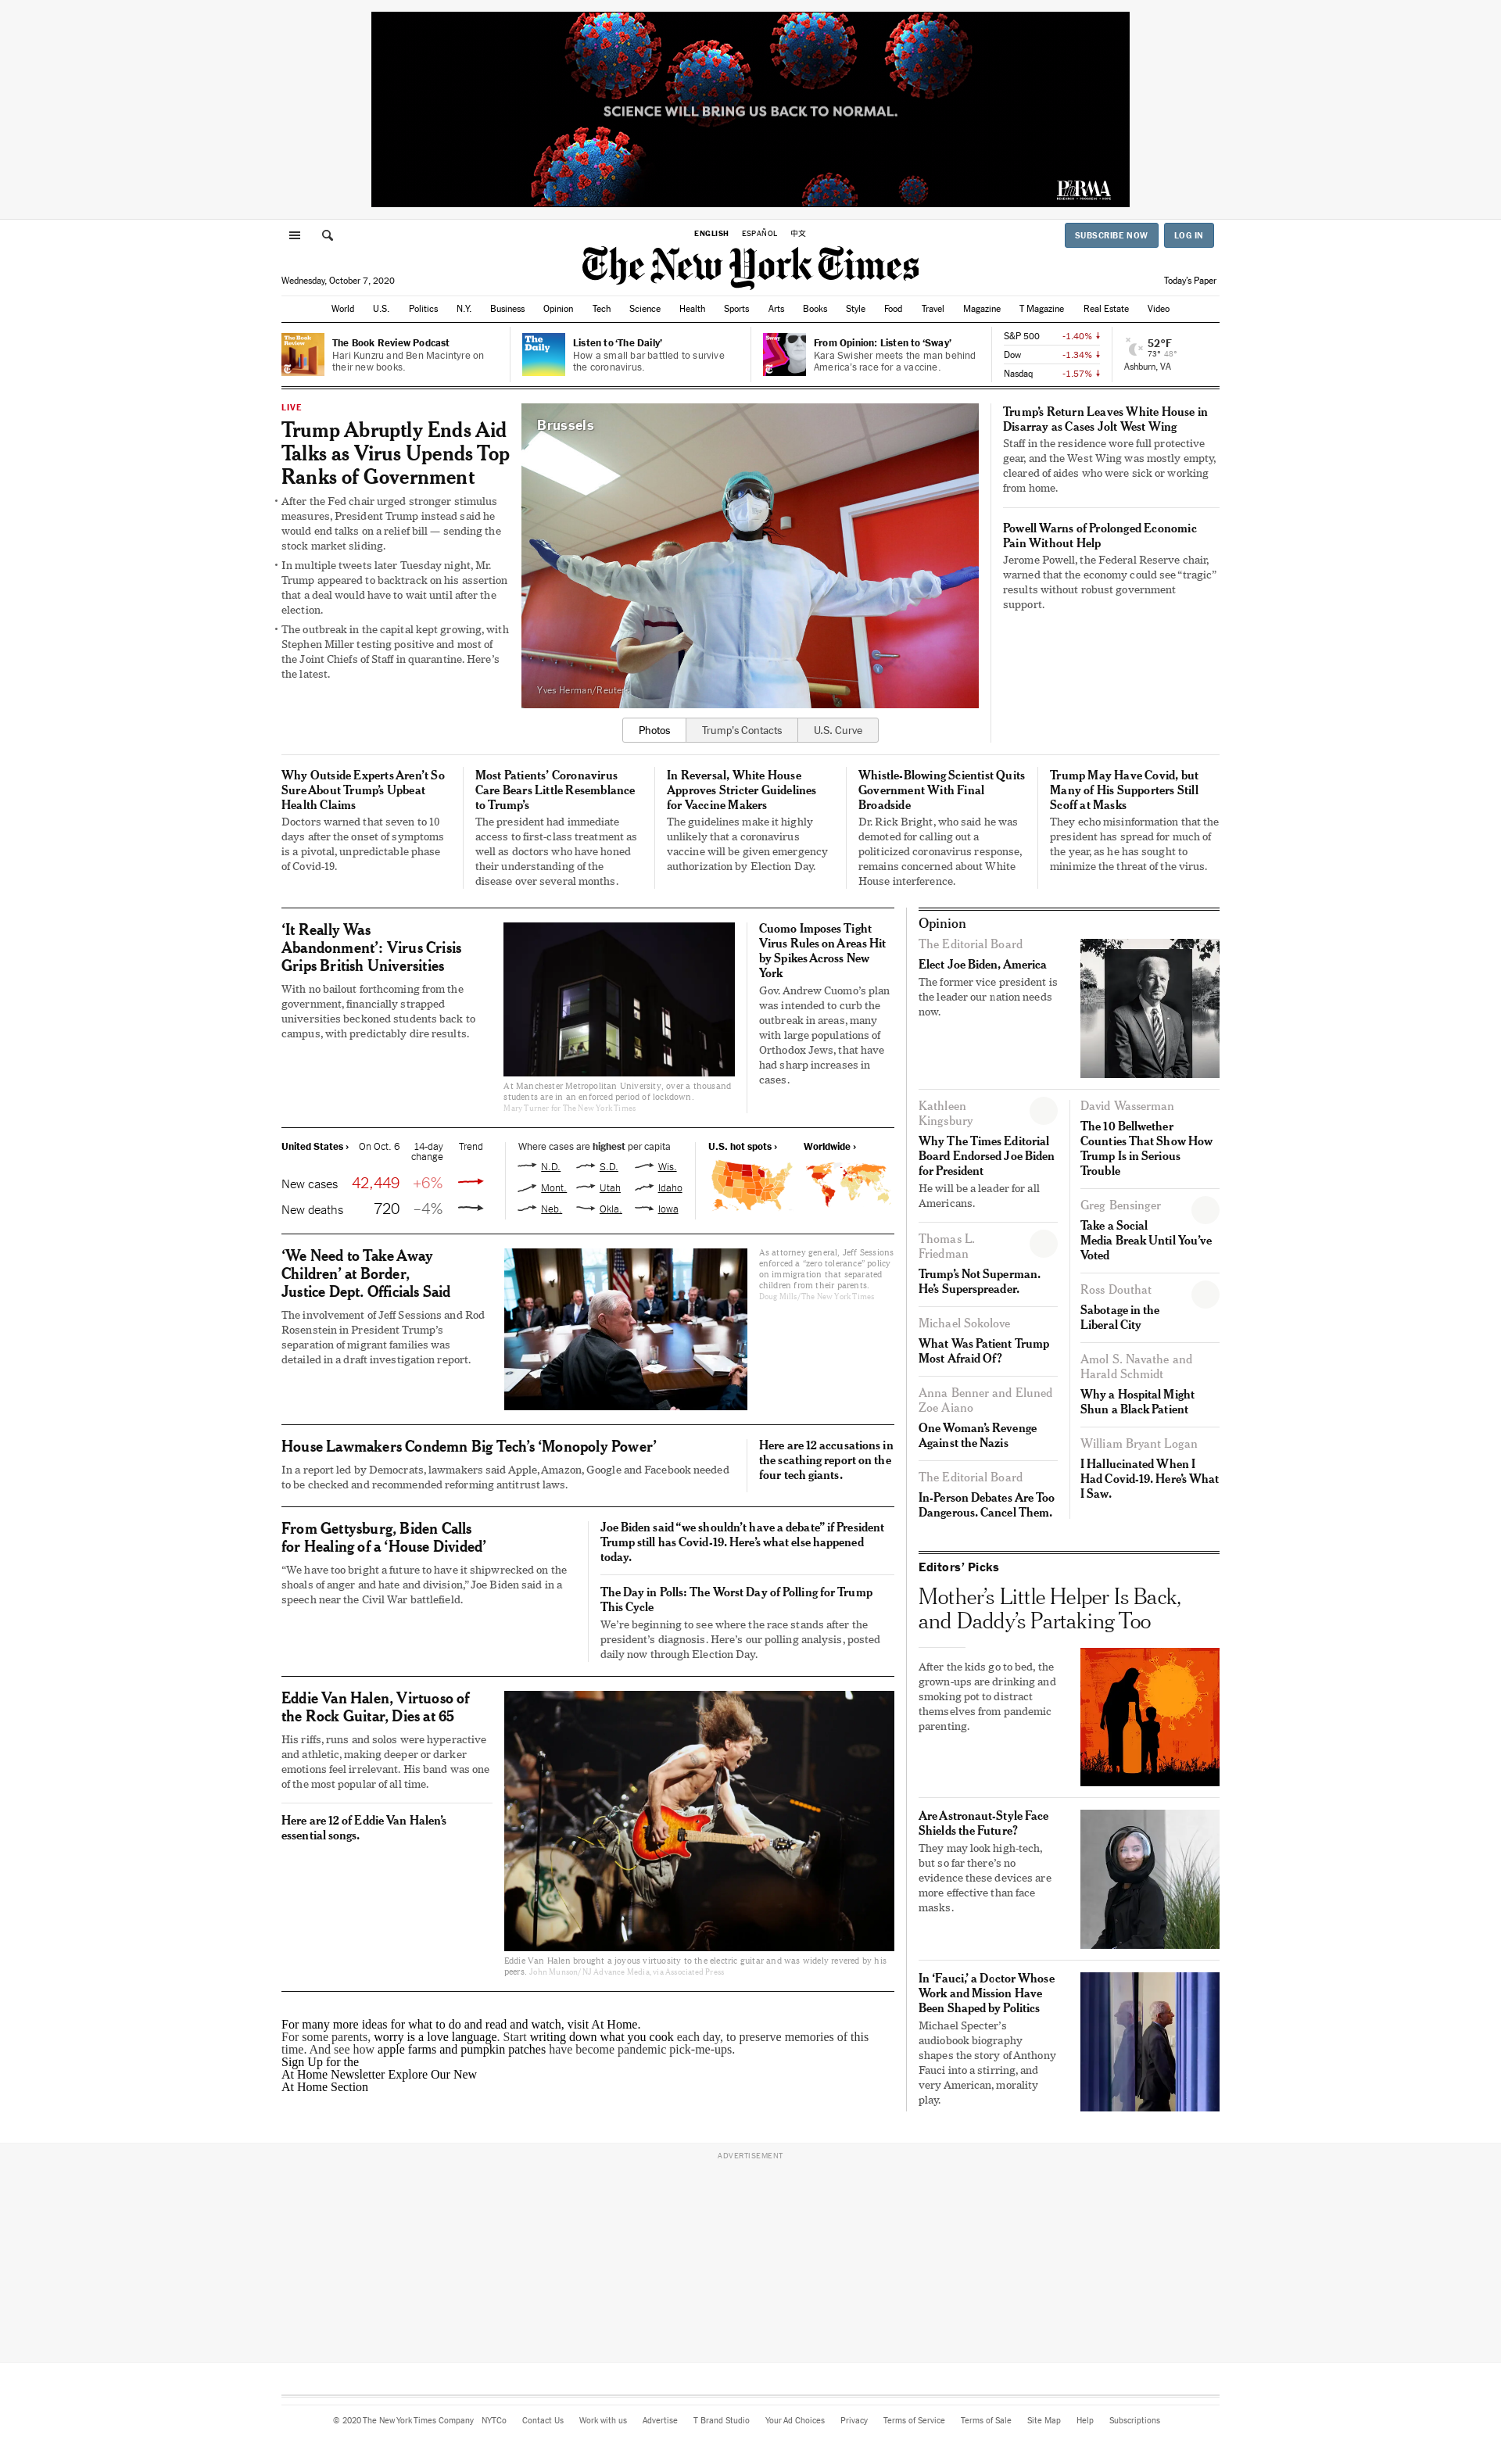 SCIENCE WILL BRING US BACK TO NORMAL.
PhRMA
RESEARCH • PROGRESS • HOPE
ENGLISH ESPAÑOL 中文
SUBSCRIBE NOW LOG IN
The New York Times
Wednesday, October 7, 2020
Today's Paper
World U.S. Politics N.Y. Business Opinion Tech Science Health Sports Arts Books Style Food Travel Magazine T Magazine Real Estate Video
The Book Review
The Book Review Podcast
Hari Kunzru and Ben Macintyre on
their new books.
The
Daily
Listen to ‘The Daily’
How a small bar battled to survive
the coronavirus.
Sway
From Opinion: Listen to ‘Sway’
Kara Swisher meets the man behind
America’s race for a vaccine.
S&P 500 -1.40% ↓
Dow -1.34% ↓
Nasdaq -1.57% ↓
52°F
73° 48°
Ashburn, VA
LIVE
Trump Abruptly Ends Aid
Talks as Virus Upends Top
Ranks of Government
• After the Fed chair urged stronger stimulus
measures, President Trump instead said he
would end talks on a relief bill — sending the
stock market sliding.
• In multiple tweets later Tuesday night, Mr.
Trump appeared to backtrack on his assertion
that a deal would have to wait until after the
election.
• The outbreak in the capital kept growing, with
Stephen Miller testing positive and most of
the Joint Chiefs of Staff in quarantine. Here’s
the latest.
Brussels
Yves Herman/Reuters
Photos Trump’s Contacts U.S. Curve
Trump’s Return Leaves White House in
Disarray as Cases Jolt West Wing
Staff in the residence wore full protective
gear, and the West Wing was mostly empty,
cleared of aides who were sick or working
from home.
Powell Warns of Prolonged Economic
Pain Without Help
Jerome Powell, the Federal Reserve chair,
warned that the economy could see “tragic”
results without robust government
support.
Why Outside Experts Aren’t So
Sure About Trump’s Upbeat
Health Claims
Doctors warned that seven to 10
days after the onset of symptoms
is a pivotal, unpredictable phase
of Covid-19.
Most Patients’ Coronavirus
Care Bears Little Resemblance
to Trump’s
The president had immediate
access to first-class treatment as
well as doctors who have honed
their understanding of the
disease over several months.
In Reversal, White House
Approves Stricter Guidelines
for Vaccine Makers
The guidelines make it highly
unlikely that a coronavirus
vaccine will be given emergency
authorization by Election Day.
Whistle-Blowing Scientist Quits
Government With Final
Broadside
Dr. Rick Bright, who said he was
demoted for calling out a
politicized coronavirus response,
remains concerned about White
House interference.
Trump May Have Covid, but
Many of His Supporters Still
Scoff at Masks
They echo misinformation that the
president has spread for much of
the year, as he has sought to
minimize the threat of the virus.
‘It Really Was
Abandonment’: Virus Crisis
Grips British Universities
With no bailout forthcoming from the
government, financially strapped
universities beckoned students back to
campus, with predictably dire results.
At Manchester Metropolitan University, over a thousand
students are in an enforced period of lockdown.
Mary Turner for The New York Times
Cuomo Imposes Tight
Virus Rules on Areas Hit
by Spikes Across New
York
Gov. Andrew Cuomo’s plan
was intended to curb the
outbreak in areas, many
with large populations of
Orthodox Jews, that have
had sharp increases in
cases.
United States › On Oct. 6 14-day change Trend
New cases 42,449 +6%
New deaths 720 –4%
Where cases are highest per capita
N.D. S.D. Wis.
Mont. Utah Idaho
Neb. Okla. Iowa
U.S. hot spots › Worldwide ›
‘We Need to Take Away
Children’ at Border,
Justice Dept. Officials Said
The involvement of Jeff Sessions and Rod
Rosenstein in President Trump’s
separation of migrant families was
detailed in a draft investigation report.
As attorney general, Jeff Sessions
enforced a “zero tolerance” policy
on immigration that separated
children from their parents.
Doug Mills/The New York Times
House Lawmakers Condemn Big Tech’s ‘Monopoly Power’
In a report led by Democrats, lawmakers said Apple, Amazon, Google and Facebook needed
to be checked and recommended reforming antitrust laws.
Here are 12 accusations in
the scathing report on the
four tech giants.
From Gettysburg, Biden Calls
for Healing of a ‘House Divided’
“We have too bright a future to have it shipwrecked on the
shoals of anger and hate and division,” Joe Biden said in a
speech near the Civil War battlefield.
Joe Biden said “we shouldn’t have a debate” if President
Trump still has Covid-19. Here’s what else happened
today.
The Day in Polls: The Worst Day of Polling for Trump
This Cycle
We’re beginning to see where the race stands after the
president’s diagnosis. Here’s our polling analysis, posted
daily now through Election Day.
Eddie Van Halen, Virtuoso of
the Rock Guitar, Dies at 65
His riffs, runs and solos were hyperactive
and athletic, making deeper or darker
emotions feel irrelevant. His band was one
of the most popular of all time.
Here are 12 of Eddie Van Halen’s
essential songs.
Eddie Van Halen brought a joyous virtuosity to the electric guitar and was widely revered by his
peers. John Munson/NJ Advance Media, via Associated Press
For many more ideas for what to do and read and watch, visit At Home.
For some parents, worry is a love language. Start writing down what you cook each day, to preserve memories of this
time. And see how apple farms and pumpkin patches have become pandemic pick-me-ups.
Sign Up for the
At Home Newsletter Explore Our New
At Home Section
Opinion
The Editorial Board
Elect Joe Biden, America
The former vice president is
the leader our nation needs
now.
Kathleen
Kingsbury
Why The Times Editorial
Board Endorsed Joe Biden
for President
He will be a leader for all
Americans.
Thomas L.
Friedman
Trump’s Not Superman.
He’s Superspreader.
Michael Sokolove
What Was Patient Trump
Most Afraid Of?
Anna Benner and Eluned
Zoe Aiano
One Woman’s Revenge
Against the Nazis
The Editorial Board
In-Person Debates Are Too
Dangerous. Cancel Them.
David Wasserman
The 10 Bellwether
Counties That Show How
Trump Is in Serious
Trouble
Greg Bensinger
Take a Social
Media Break Until You’ve
Voted
Ross Douthat
Sabotage in the
Liberal City
Amol S. Navathe and
Harald Schmidt
Why a Hospital Might
Shun a Black Patient
William Bryant Logan
I Hallucinated When I
Had Covid-19. Here’s What
I Saw.
Editors’ Picks
Mother’s Little Helper Is Back,
and Daddy’s Partaking Too
After the kids go to bed, the
grown-ups are drinking and
smoking pot to distract
themselves from pandemic
parenting.
Are Astronaut-Style Face
Shields the Future?
They may look high-tech,
but so far there’s no
evidence these devices are
more effective than face
masks.
In ‘Fauci,’ a Doctor Whose
Work and Mission Have
Been Shaped by Politics
Michael Specter’s
audiobook biography
shapes the story of Anthony
Fauci into a stirring, and
very American, morality
play.
ADVERTISEMENT
© 2020 The New York Times Company NYTCo Contact Us Work with us Advertise T Brand Studio Your Ad Choices Privacy Terms of Service Terms of Sale Site Map Help Subscriptions